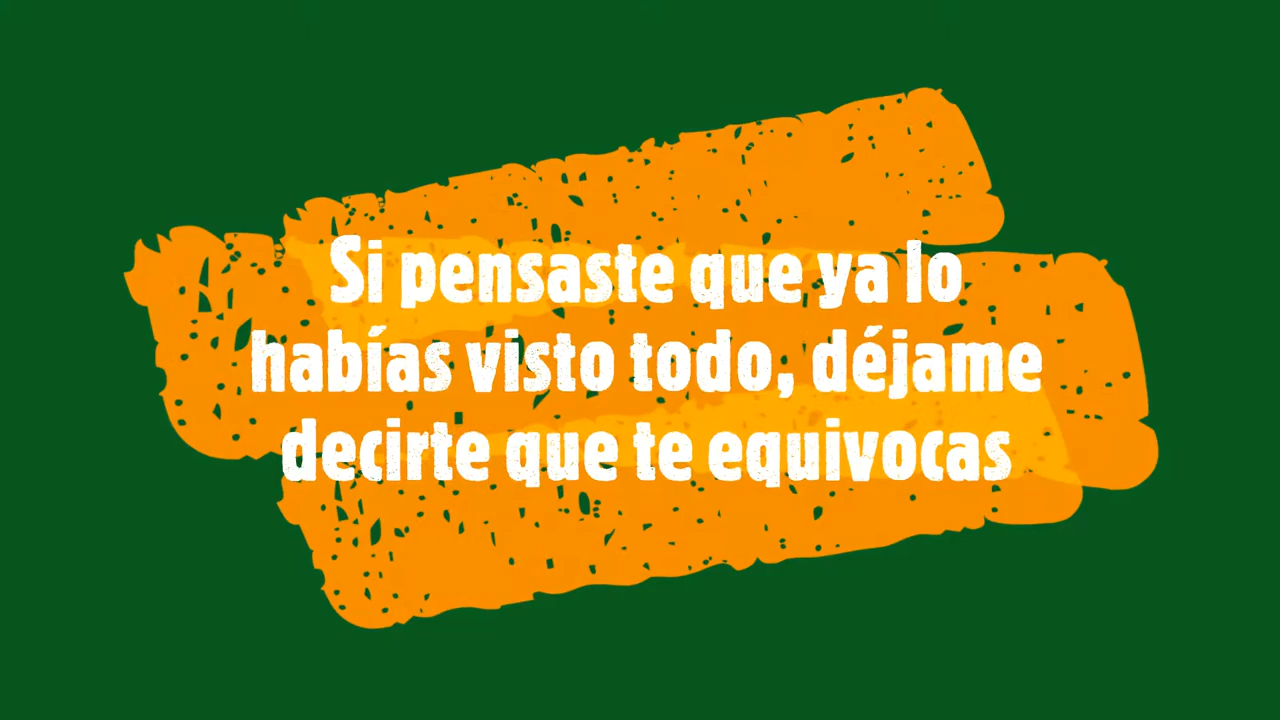 Si pensaste que ya lo
habías visto todo, déjame
decirte que te equivocas